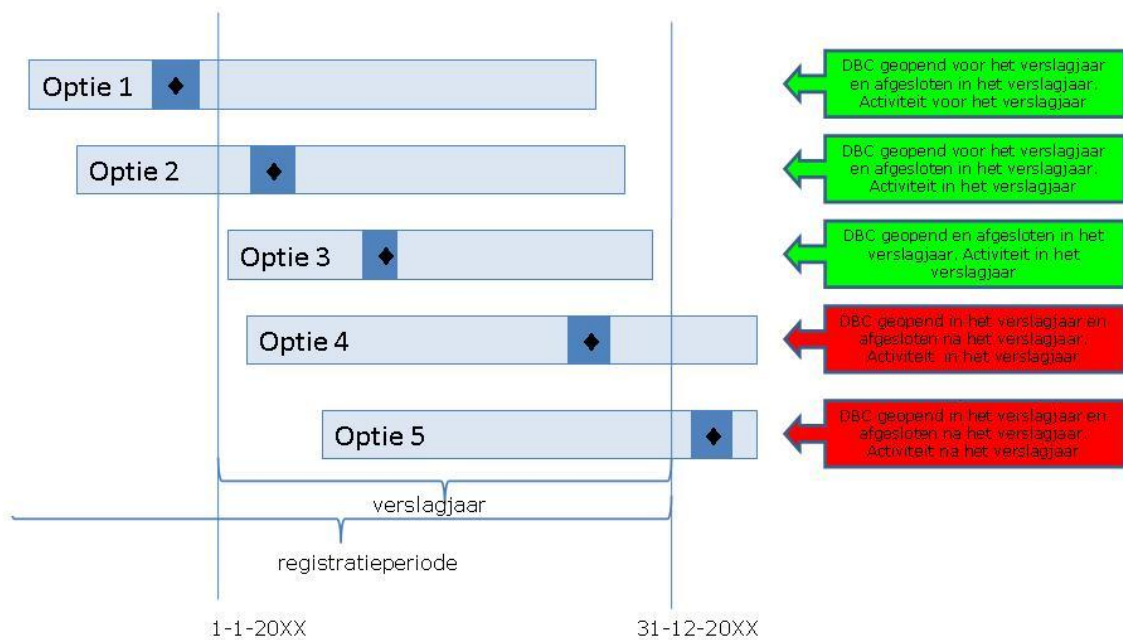 Optie 1
DBC geopend voor het verslagjaar
en afgesloten in het verslagjaar.
Activiteit voor het verslagjaar
Optie 2
DBC geopend voor het verslagjaar
en afgesloten in het verslagjaar.
Activiteit in het verslagjaar
Optie 3
DBC geopend en afgesloten in het
verslagjaar. Activiteit in het
verslagjaar
Optie 4
DBC geopend in het verslagjaar en
afgesloten na het verslagjaar.
Activiteit in het verslagjaar
Optie 5
DBC geopend in het verslagjaar en
afgesloten na het verslagjaar.
Activiteit na het verslagjaar
verslagjaar
registratieperiode
1-1-20XX
31-12-20XX